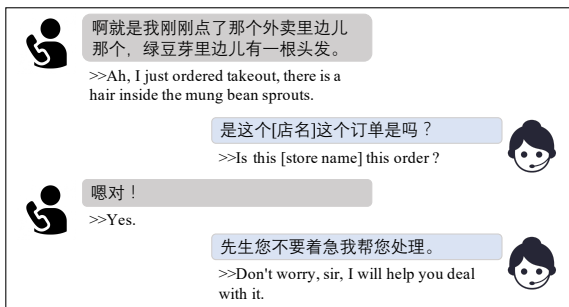 啊就是我刚刚点了那个外卖里边儿
那个，绿豆芽里边儿有一根头发。
>>Ah, I just ordered takeout, there is a
hair inside the mung bean sprouts.
是这个[店名]这个订单是吗？
>>Is this [store name] this order ?
嗯对！
>>Yes.
先生您不要着急我帮您处理。
>>Don't worry, sir, I will help you deal
with it.